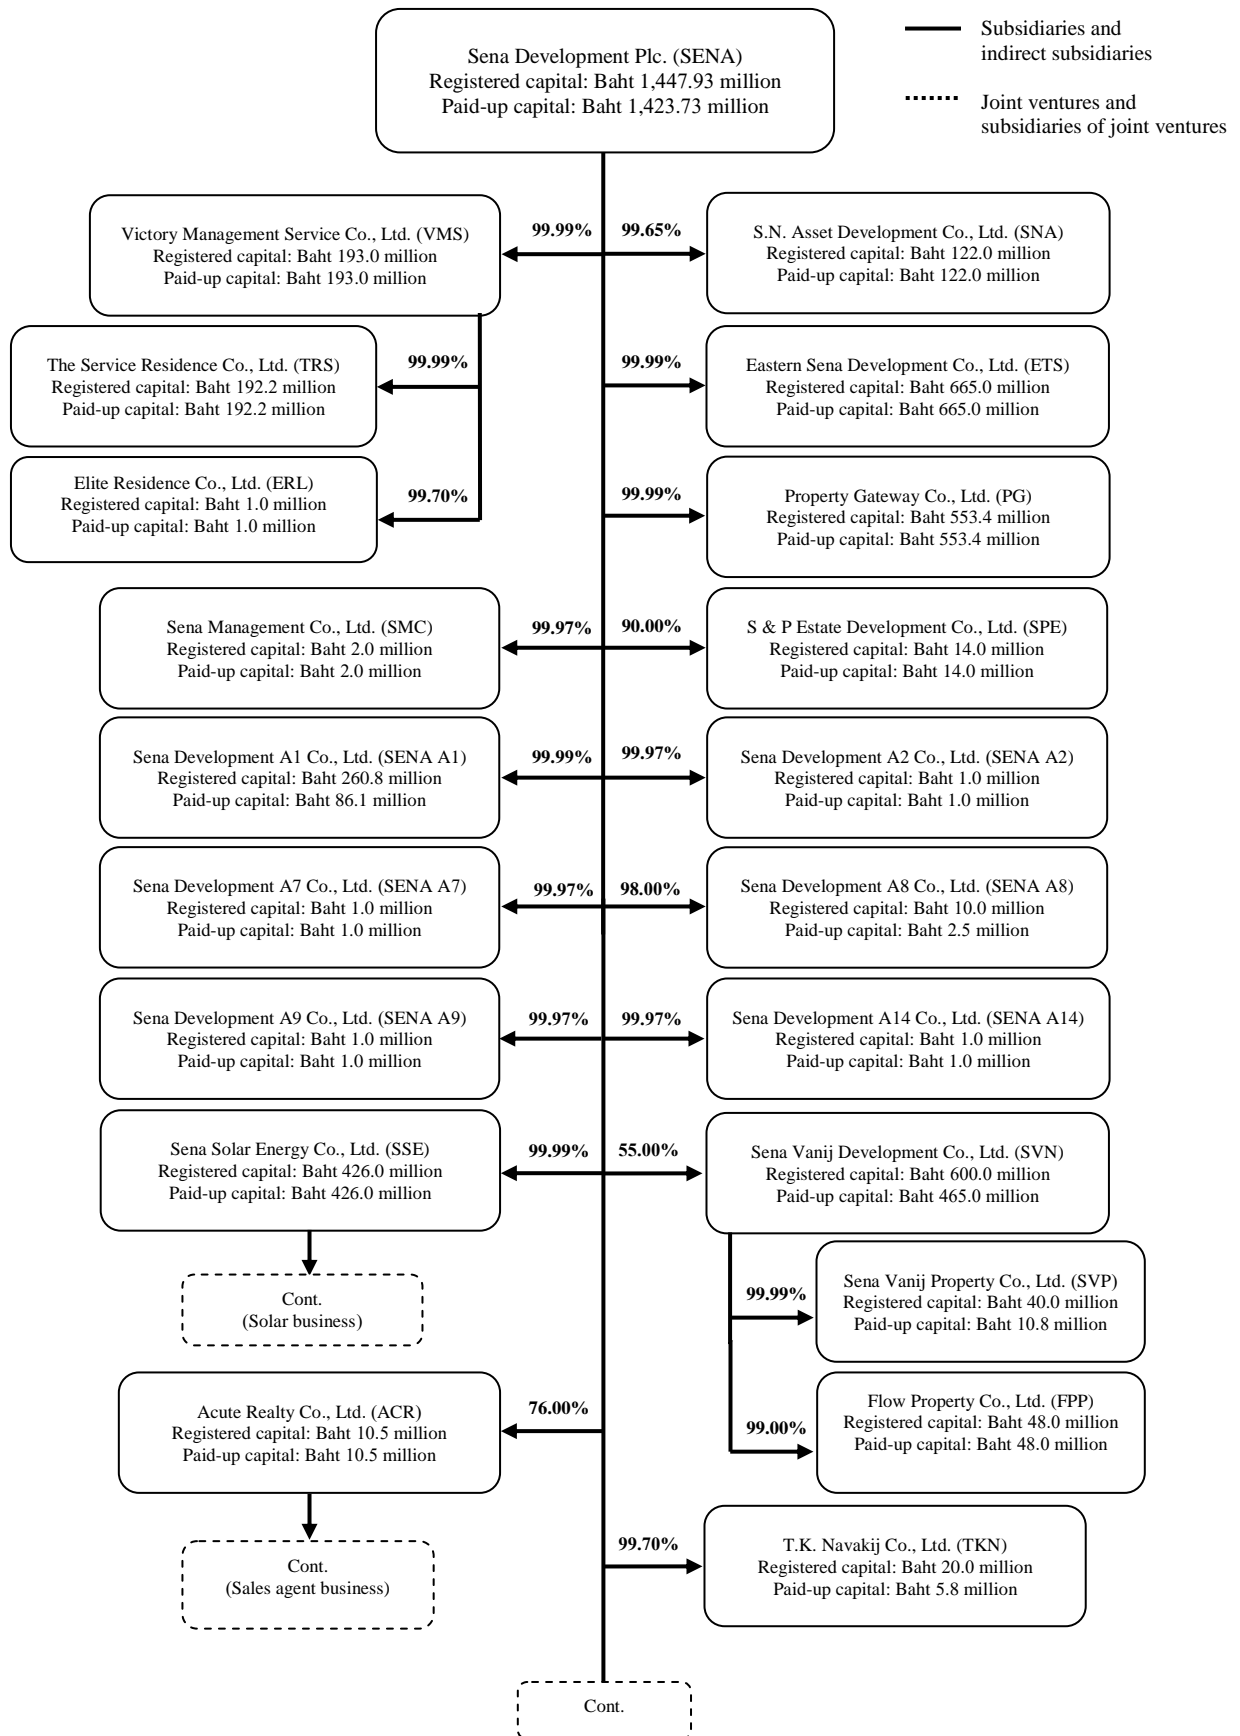 Sena Development Plc. (SENA)
Registered capital: Baht 1,447.93 million
Paid-up capital: Baht 1,423.73 million
Subsidiaries and
indirect subsidiaries
Joint ventures and
subsidiaries of joint ventures
Victory Management Service Co., Ltd. (VMS)
Registered capital: Baht 193.0 million
Paid-up capital: Baht 193.0 million
99.99%
99.65%
S.N. Asset Development Co., Ltd. (SNA)
Registered capital: Baht 122.0 million
Paid-up capital: Baht 122.0 million
The Service Residence Co., Ltd. (TRS)
Registered capital: Baht 192.2 million
Paid-up capital: Baht 192.2 million
99.99%
99.99%
Eastern Sena Development Co., Ltd. (ETS)
Registered capital: Baht 665.0 million
Paid-up capital: Baht 665.0 million
Elite Residence Co., Ltd. (ERL)
Registered capital: Baht 1.0 million
Paid-up capital: Baht 1.0 million
99.70%
99.99%
Property Gateway Co., Ltd. (PG)
Registered capital: Baht 553.4 million
Paid-up capital: Baht 553.4 million
Sena Management Co., Ltd. (SMC)
Registered capital: Baht 2.0 million
Paid-up capital: Baht 2.0 million
99.97%
90.00%
S & P Estate Development Co., Ltd. (SPE)
Registered capital: Baht 14.0 million
Paid-up capital: Baht 14.0 million
Sena Development A1 Co., Ltd. (SENA A1)
Registered capital: Baht 260.8 million
Paid-up capital: Baht 86.1 million
99.99%
99.97%
Sena Development A2 Co., Ltd. (SENA A2)
Registered capital: Baht 1.0 million
Paid-up capital: Baht 1.0 million
Sena Development A7 Co., Ltd. (SENA A7)
Registered capital: Baht 1.0 million
Paid-up capital: Baht 1.0 million
99.97%
98.00%
Sena Development A8 Co., Ltd. (SENA A8)
Registered capital: Baht 10.0 million
Paid-up capital: Baht 2.5 million
Sena Development A9 Co., Ltd. (SENA A9)
Registered capital: Baht 1.0 million
Paid-up capital: Baht 1.0 million
99.97%
99.97%
Sena Development A14 Co., Ltd. (SENA A14)
Registered capital: Baht 1.0 million
Paid-up capital: Baht 1.0 million
Sena Solar Energy Co., Ltd. (SSE)
Registered capital: Baht 426.0 million
Paid-up capital: Baht 426.0 million
99.99%
55.00%
Sena Vanij Development Co., Ltd. (SVN)
Registered capital: Baht 600.0 million
Paid-up capital: Baht 465.0 million
Cont.
(Solar business)
99.99%
Sena Vanij Property Co., Ltd. (SVP)
Registered capital: Baht 40.0 million
Paid-up capital: Baht 10.8 million
Acute Realty Co., Ltd. (ACR)
Registered capital: Baht 10.5 million
Paid-up capital: Baht 10.5 million
76.00%
99.00%
Flow Property Co., Ltd. (FPP)
Registered capital: Baht 48.0 million
Paid-up capital: Baht 48.0 million
Cont.
(Sales agent business)
99.70%
T.K. Navakij Co., Ltd. (TKN)
Registered capital: Baht 20.0 million
Paid-up capital: Baht 5.8 million
Cont.